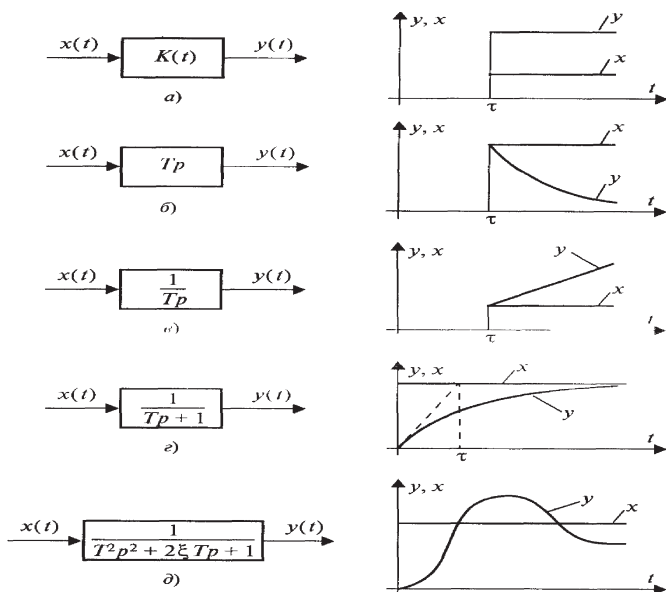 x(t) K(t) y(t)
а)
y, x y x t τ
x(t) Tp y(t)
б)
y, x x y t τ
x(t) 1/Tp y(t)
y, x y x t τ
x(t) 1/(Tp + 1) y(t)
г)
y, x x y t τ
x(t) 1/(T²p² + 2ξTp + 1) y(t)
д)
y, x y x t